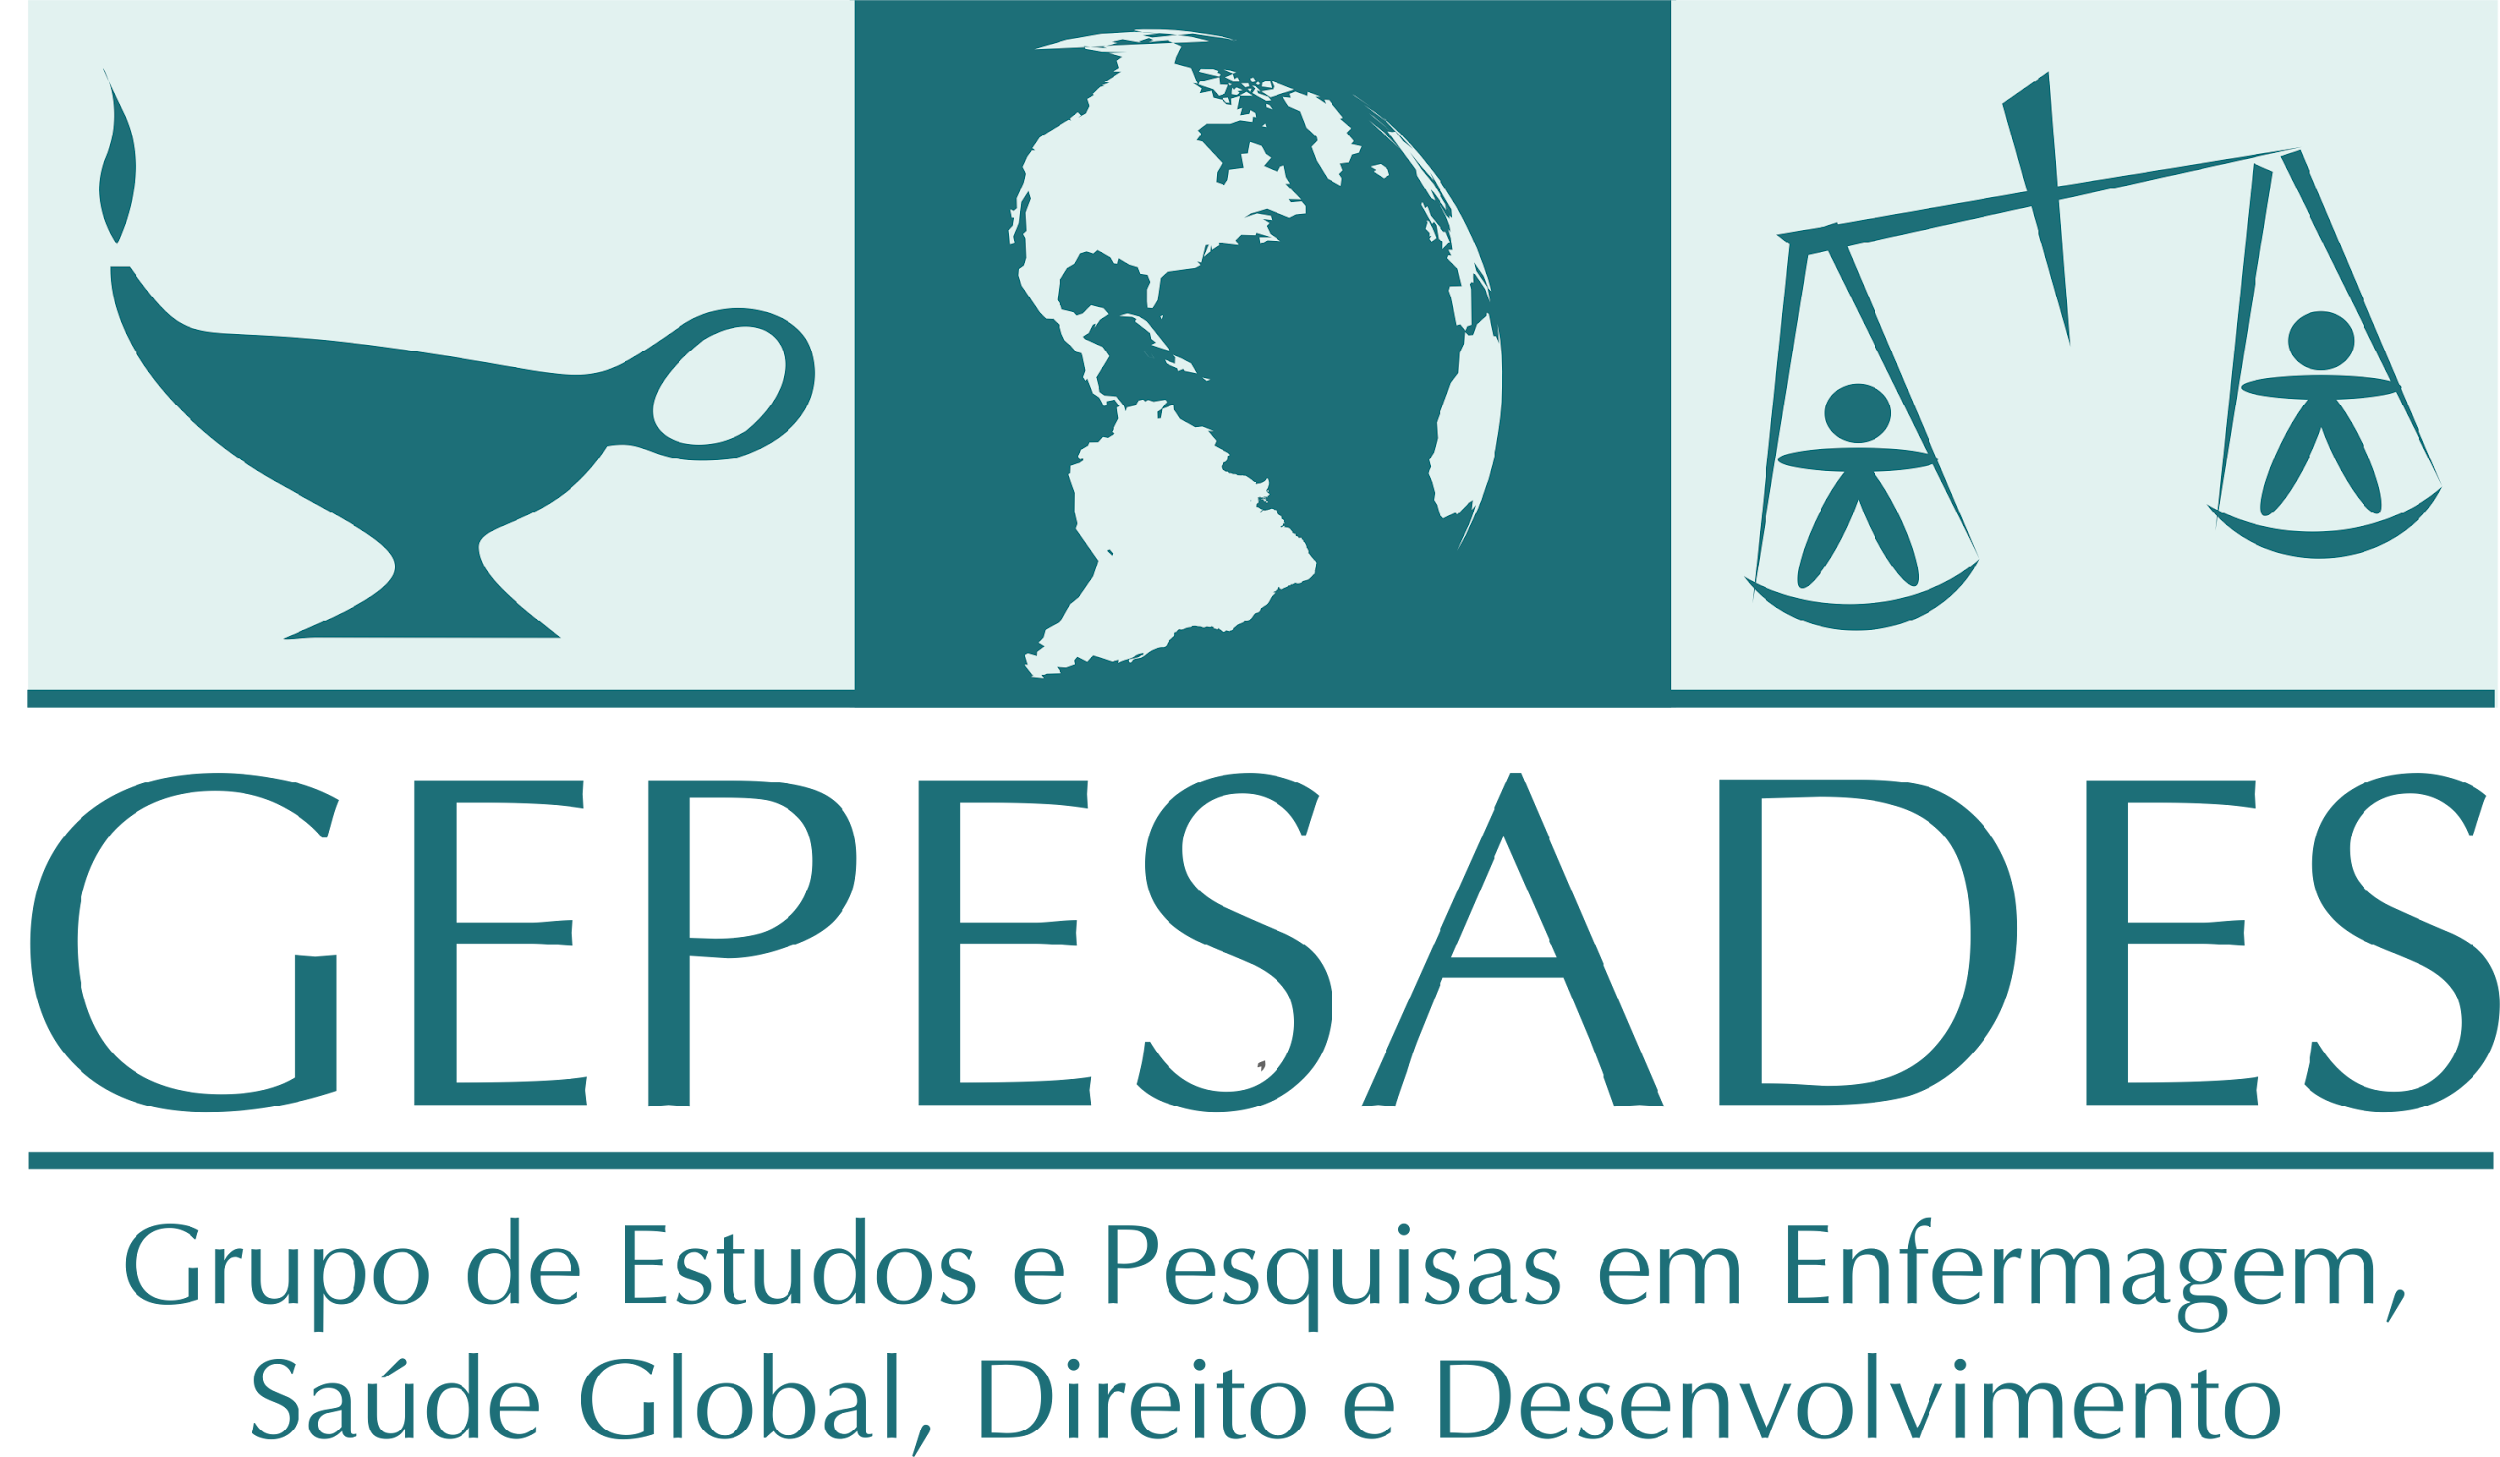 GEPESADES
Grupo de Estudos e Pesquisas em Enfermagem,
Saúde Global, Direito e Desenvolvimento